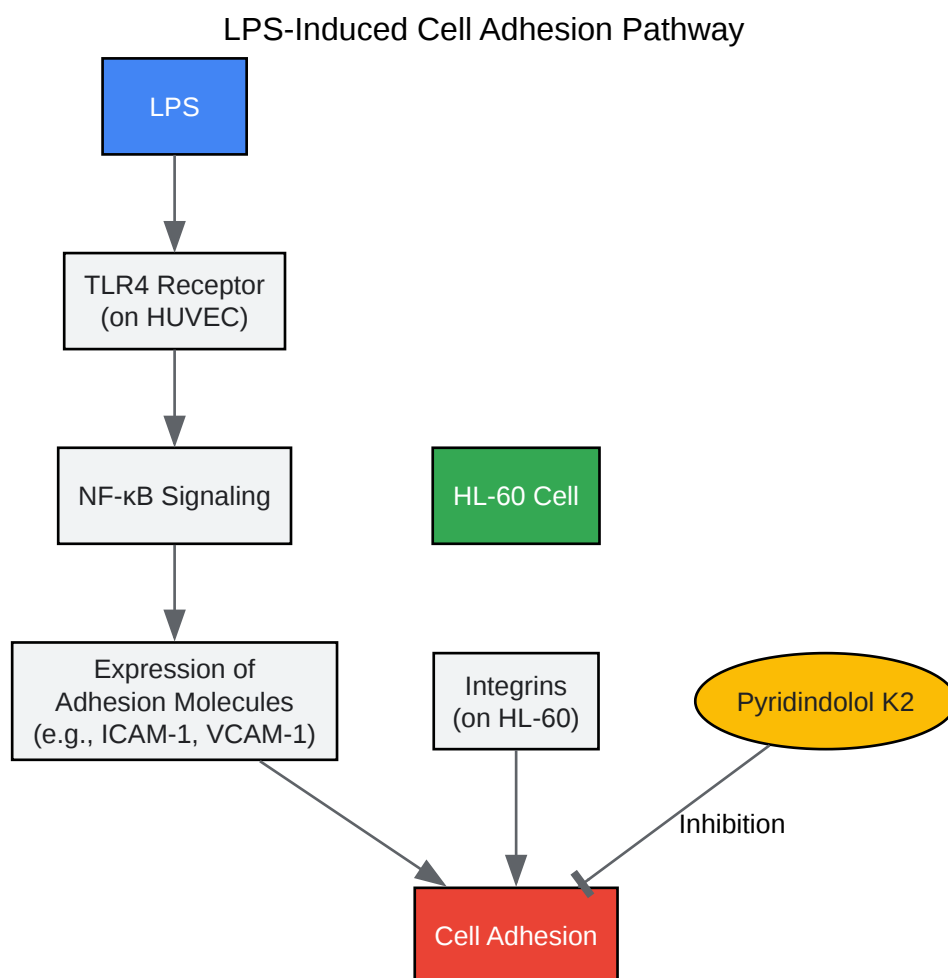 LPS-Induced Cell Adhesion Pathway
LPS
TLR4 Receptor
(on HUVEC)
NF-κB Signaling
HL-60 Cell
Expression of
Adhesion Molecules
(e.g., ICAM-1, VCAM-1)
Integrins
(on HL-60)
Pyridindolol K2
Inhibition
Cell Adhesion